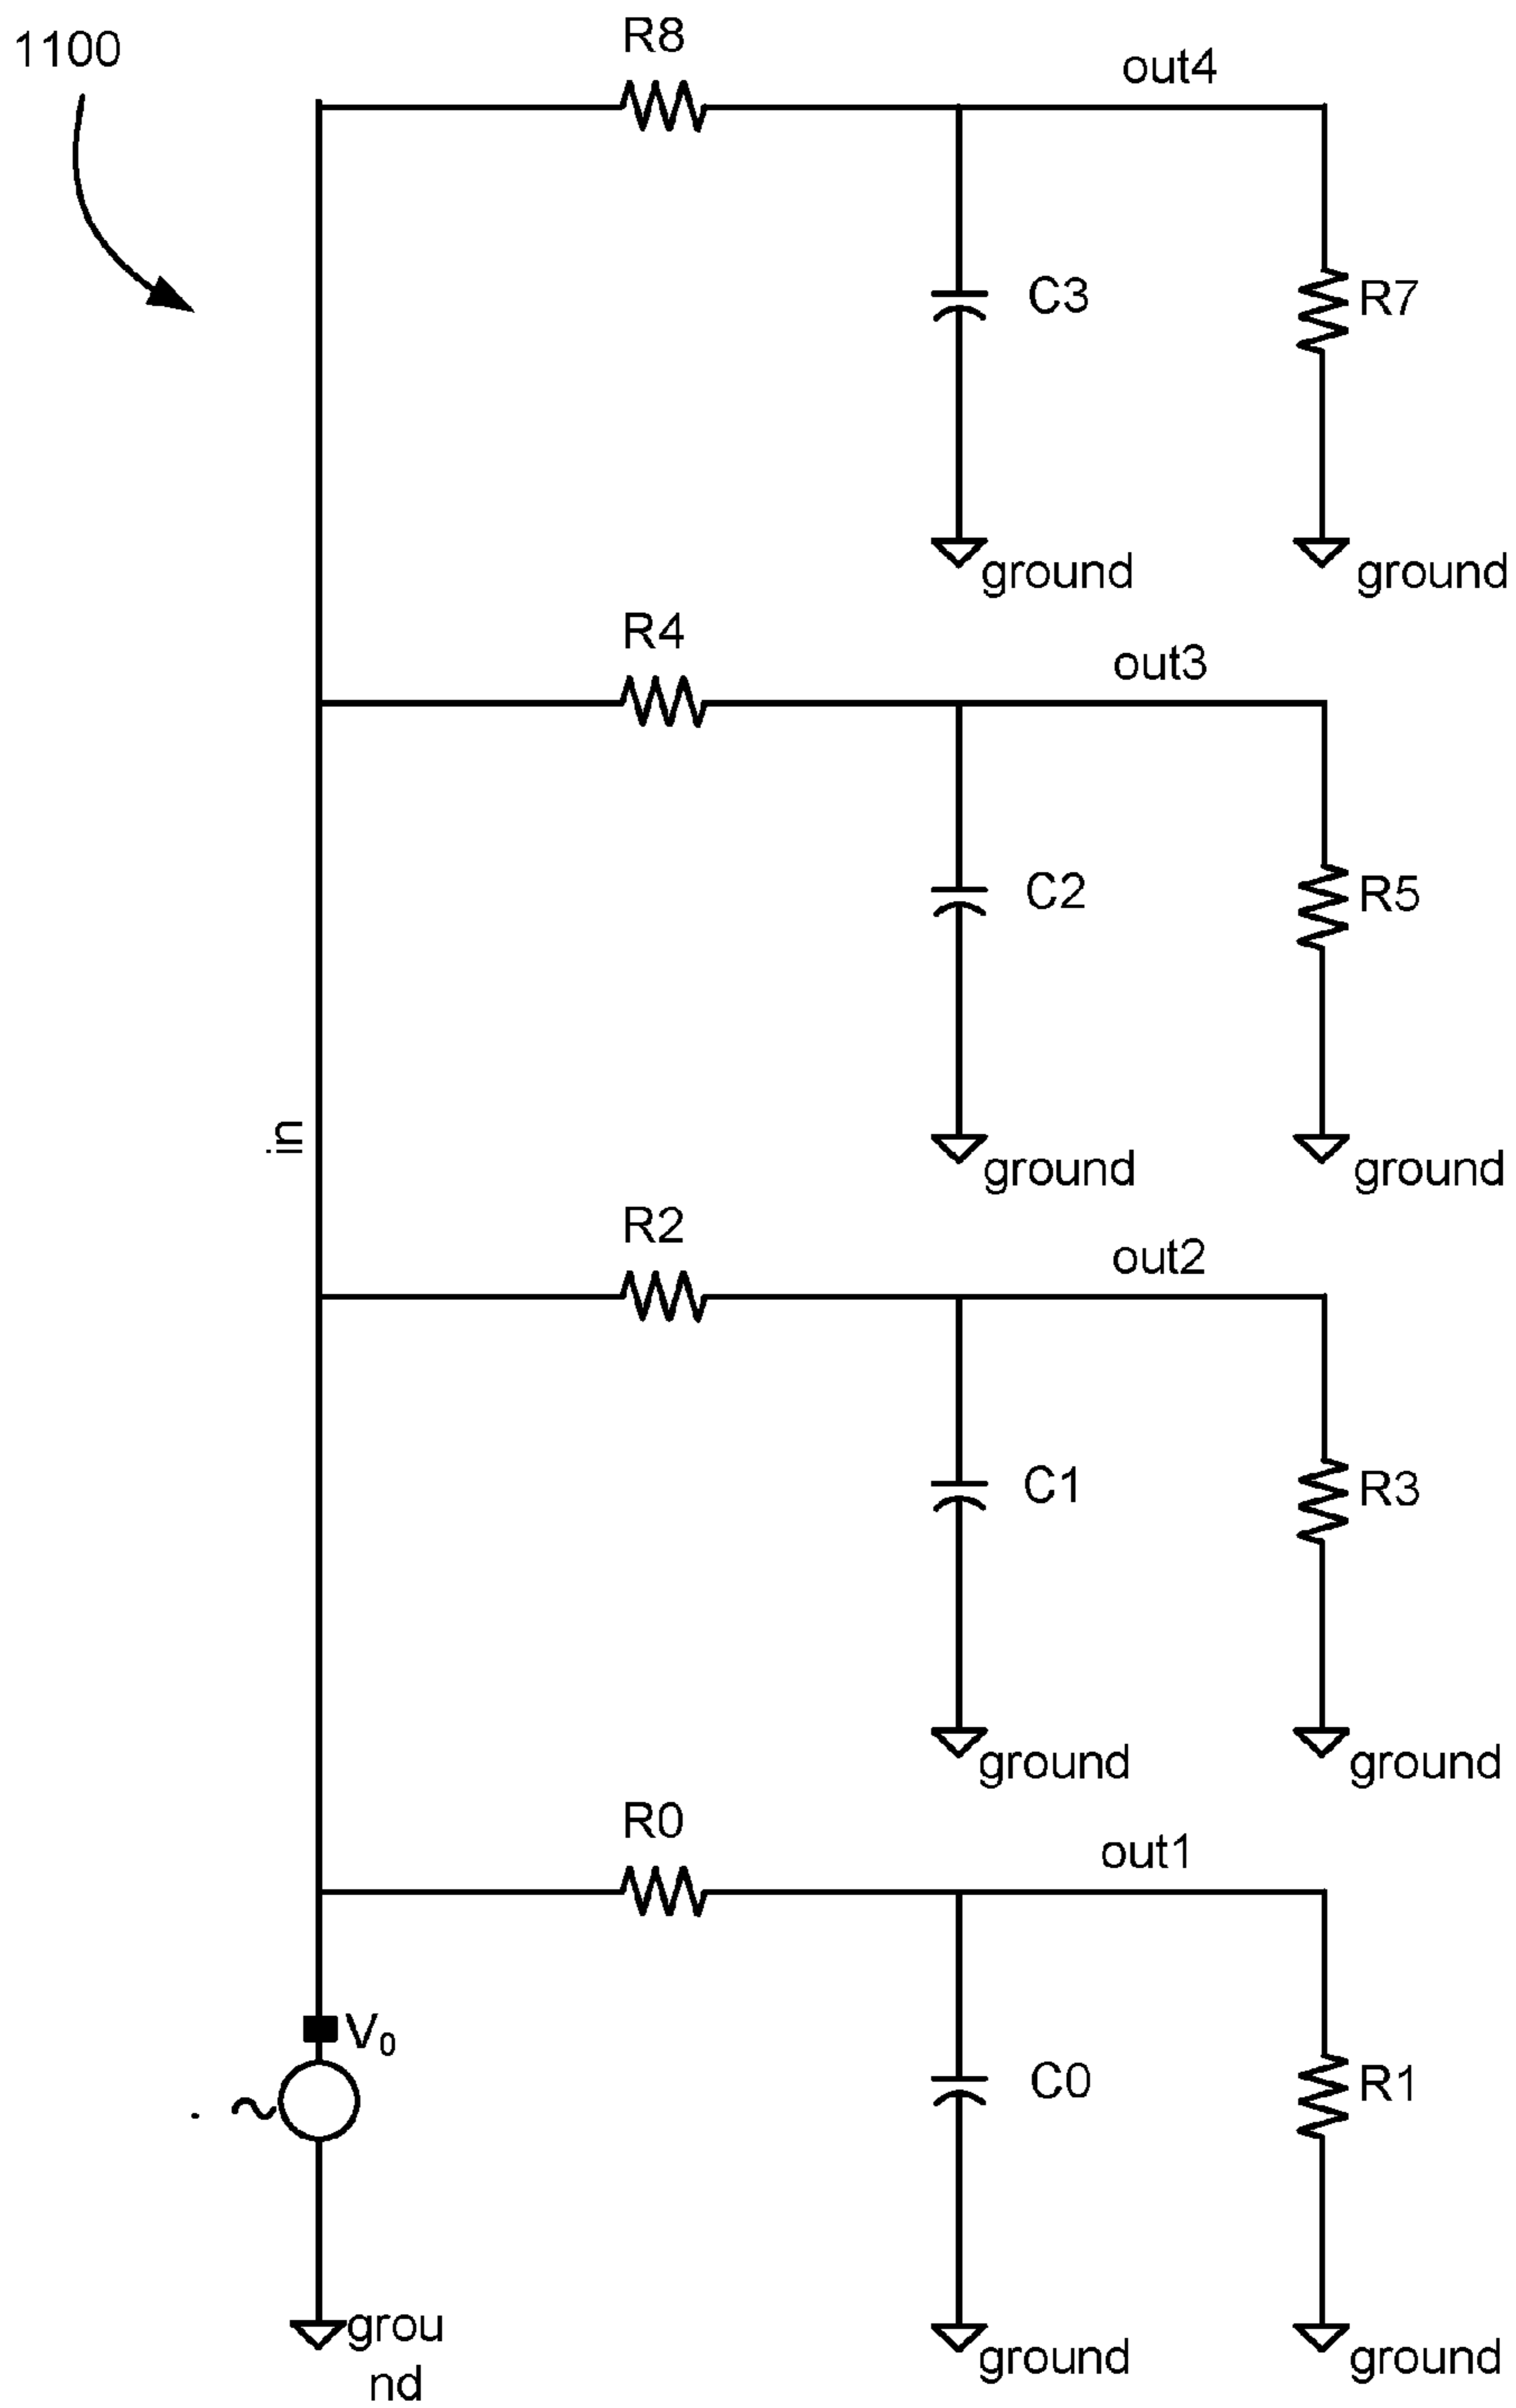 1100
R8
out4
C3
R7
ground
ground
R4
out3
C2
R5
ground
ground
in
R2
out2
C1
R3
ground
ground
R0
out1
V₀
C0
R1
~
grou
nd
ground
ground